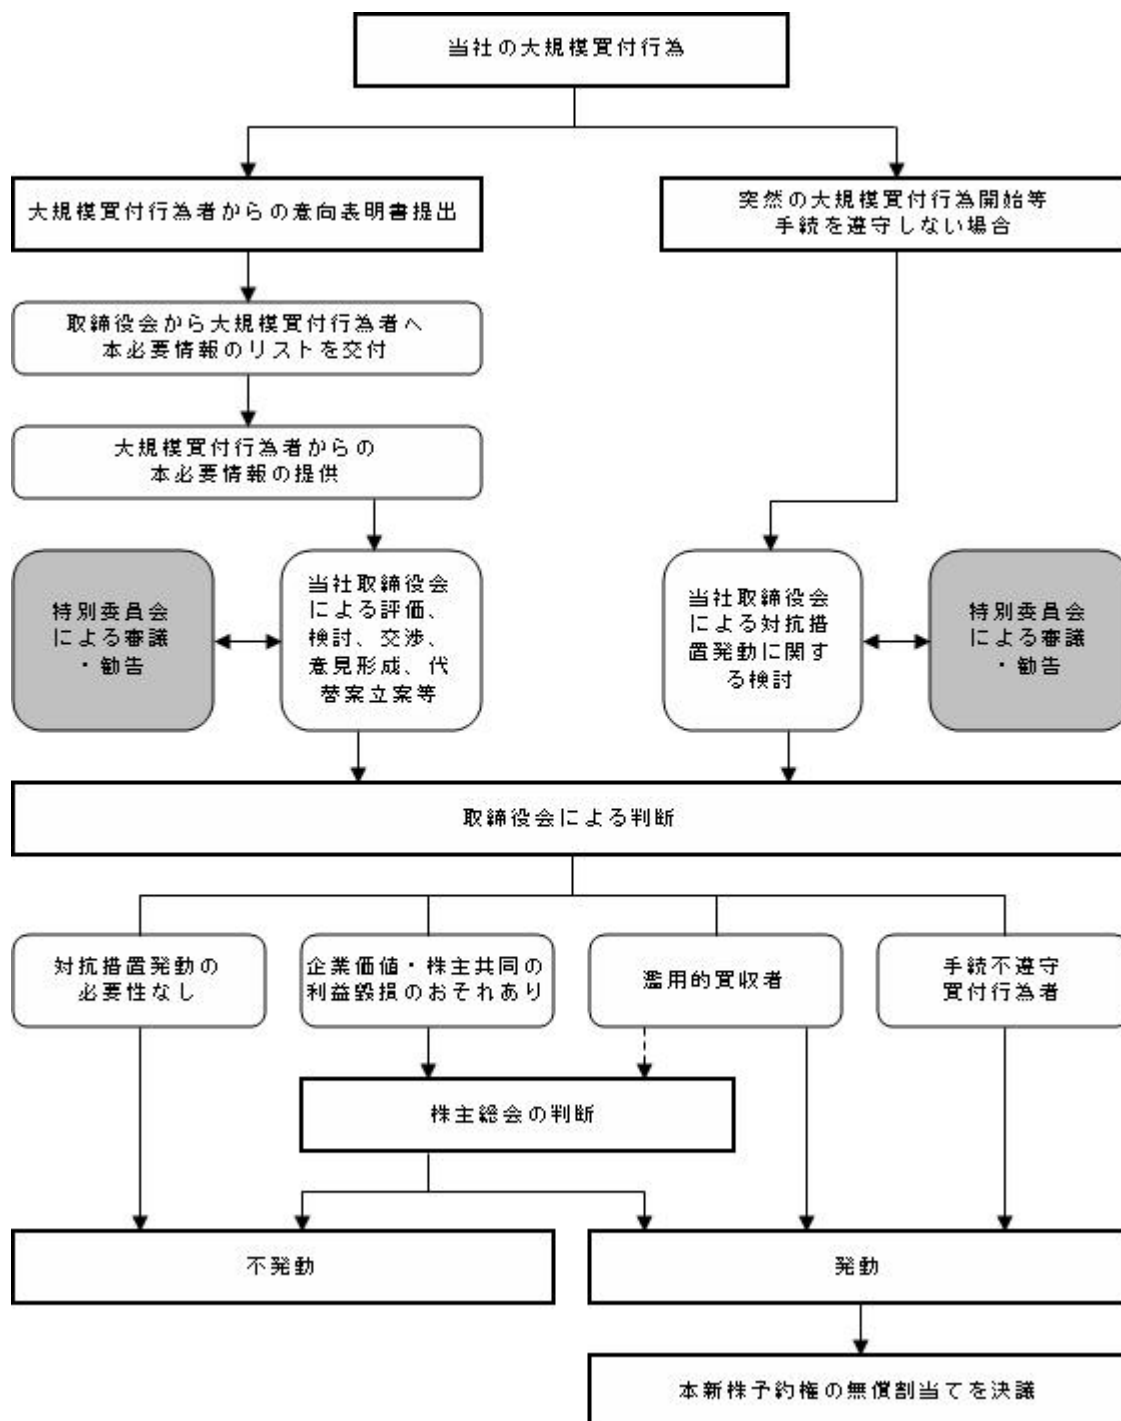 当社の大規模買付行為
大規模買付行為者からの意向表明書提出
突然の大規模買付行為開始等
手続を遵守しない場合
取締役会から大規模買付行為者へ
本必要情報のリストを交付
大規模買付行為者からの
本必要情報の提供
特別委員会
による審議
・勧告
当社取締役会
による評価、
検討、交渉、
意見形成、代
替案立案等
当社取締役会
による対抗措
置発動に関す
る検討
特別委員会
による審議
・勧告
取締役会による判断
対抗措置発動の
必要性なし
企業価値・株主共同の
利益毀損のおそれあり
濫用的買収者
手続不遵守
買付行為者
株主総会の判断
不発動
発動
本新株予約権の無償割当てを決議